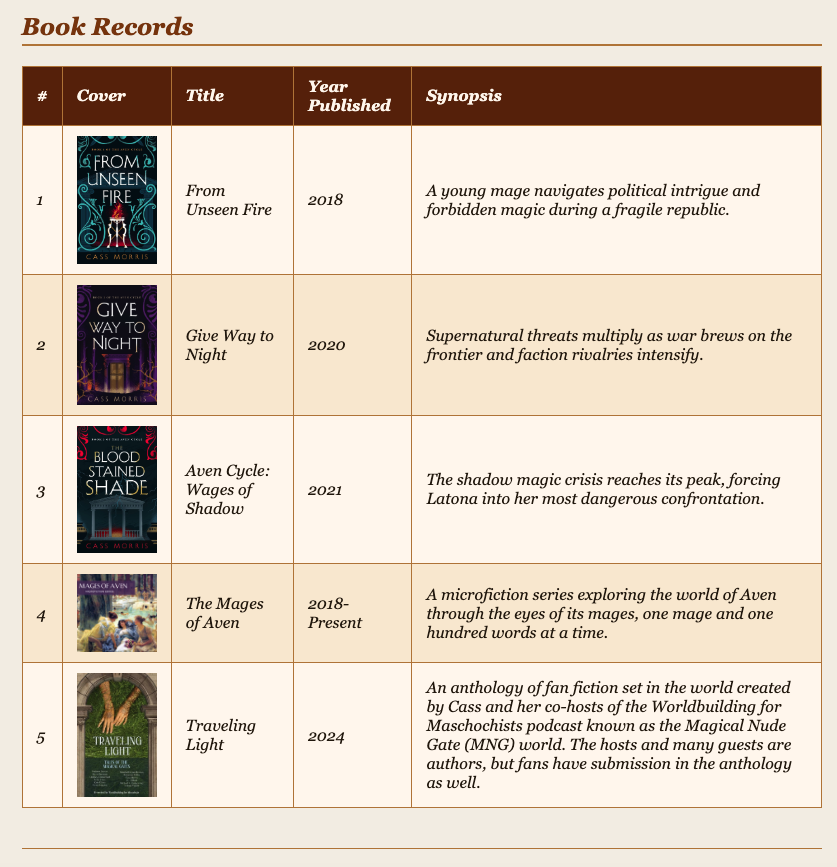 Book Records
#
Cover
Title
Year
Published
Synopsis
1
FROM
UNSEEN
FIRE
CASS MORRIS
From
Unseen Fire
2018
A young mage navigates political intrigue and
forbidden magic during a fragile republic.
2
GIVE
WAY TO
NIGHT
CASS MORRIS
Give Way to
Night
2020
Supernatural threats multiply as war brews on the
frontier and faction rivalries intensify.
3
THE
BLOOD
STAINED
SHADE
CASS MORRIS
Aven Cycle:
Wages of
Shadow
2021
The shadow magic crisis reaches its peak, forcing
Latona into her most dangerous confrontation.
4
MAGES OF AVEN
The Mages
of Aven
2018-
Present
A microfiction series exploring the world of Aven
through the eyes of its mages, one mage and one
hundred words at a time.
5
TRAVELING
LIGHT
Traveling
Light
2024
An anthology of fan fiction set in the world created
by Cass and her co-hosts of the Worldbuilding for
Maschochists podcast known as the Magical Nude
Gate (MNG) world. The hosts and many guests are
authors, but fans have submission in the anthology
as well.